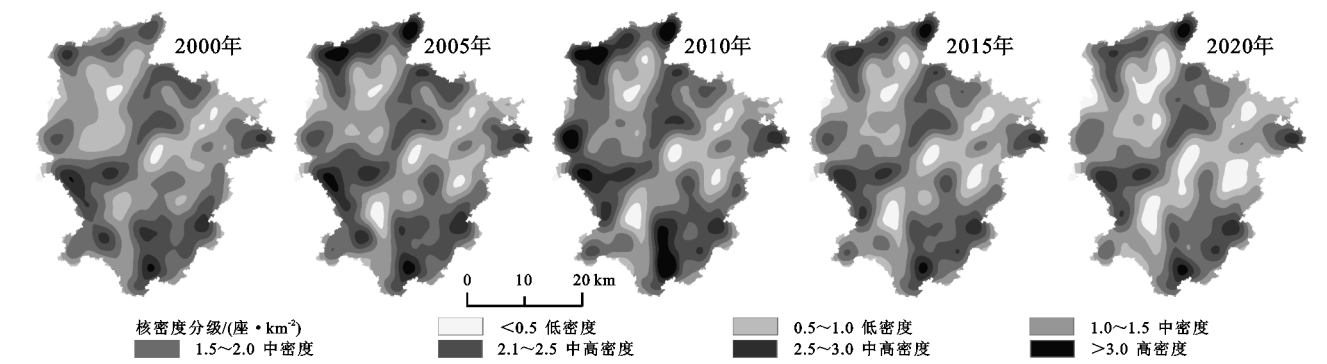 2000年 2005年 2010年 2015年 2020年
0 10 20 km
核密度分级/(座·km⁻²) <0.5 低密度 0.5~1.0 低密度 1.0~1.5 中密度
1.5~2.0 中密度 2.1~2.5 中高密度 2.5~3.0 中高密度 >3.0 高密度